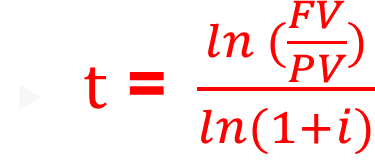 t = ln (FV/PV) / ln(1+i)